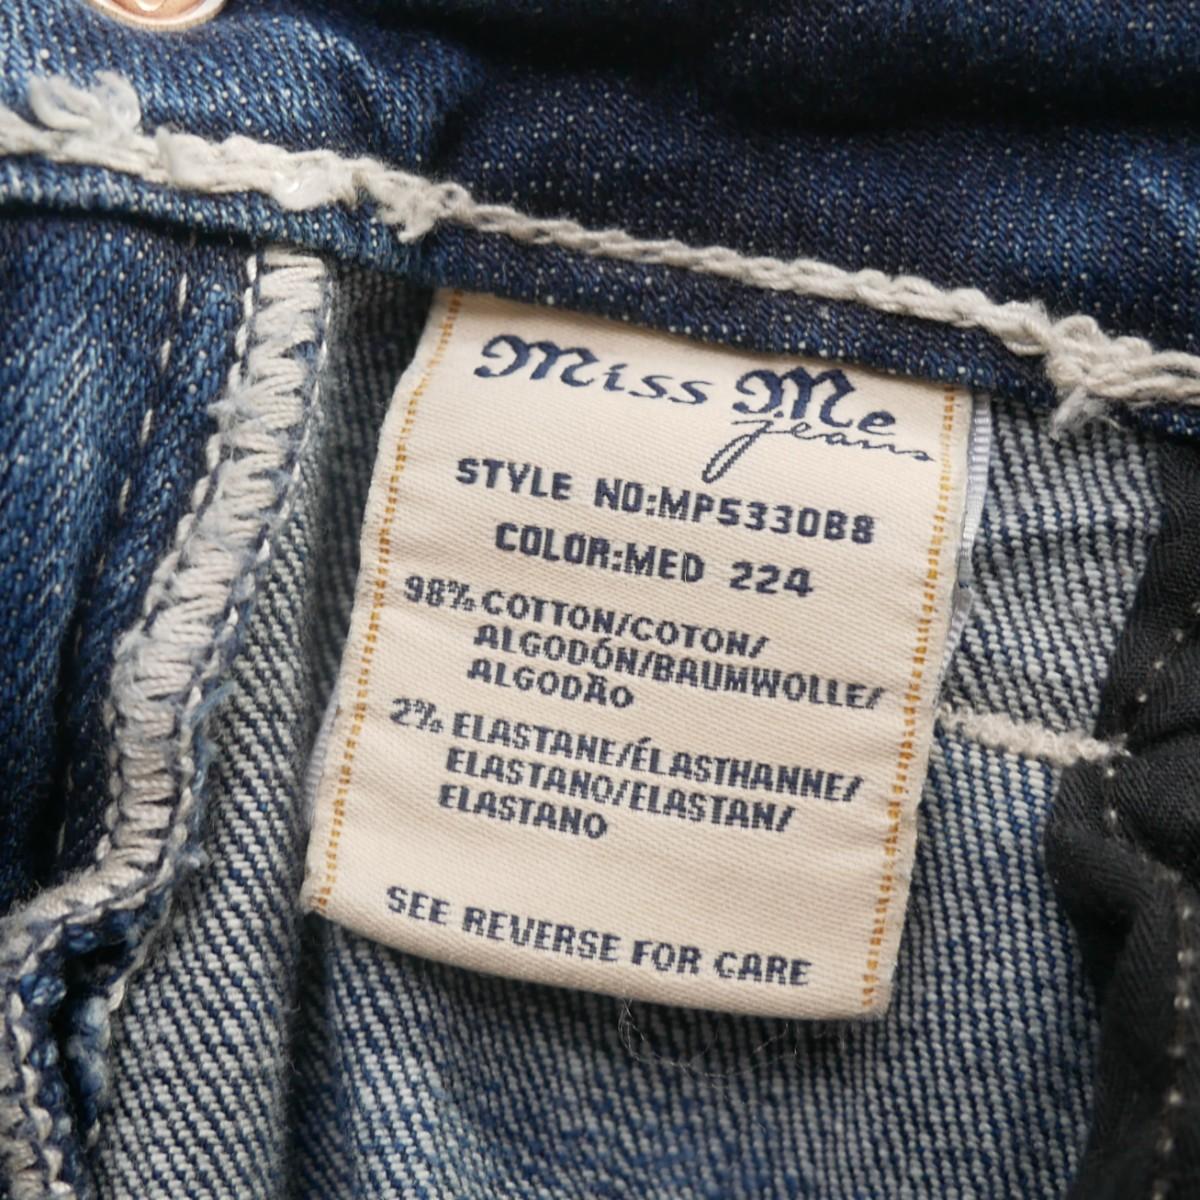 Miss Me
jeans
STYLE NO:MP5330B8
COLOR:MED 224
98% COTTON/COTON/
ALGODÓN/BAUMWOLLE/
ALGODÃO
2% ELASTANE/ÉLASTHANNE/
ELASTANO/ELASTAN/
ELASTANO
SEE REVERSE FOR CARE